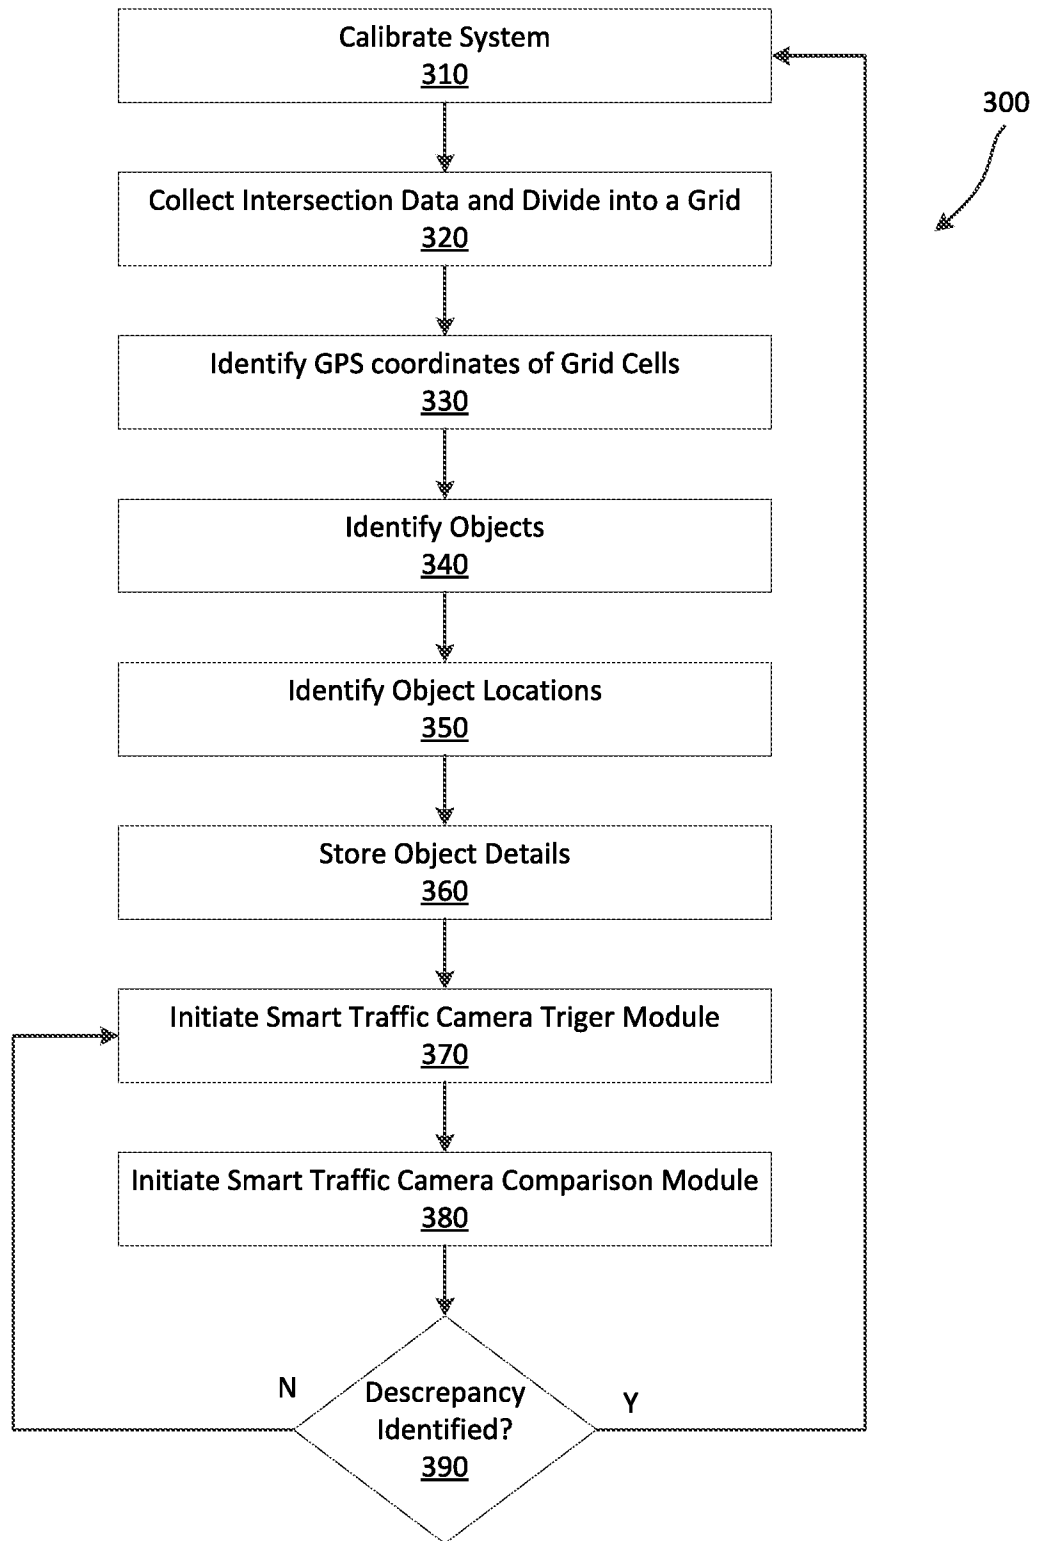 Calibrate System
310
300
Collect Intersection Data and Divide into a Grid
320
Identify GPS coordinates of Grid Cells
330
Identify Objects
340
Identify Object Locations
350
Store Object Details
360
Initiate Smart Traffic Camera Triger Module
370
Initiate Smart Traffic Camera Comparison Module
380
N
Descrepancy
Y
Identified?
390